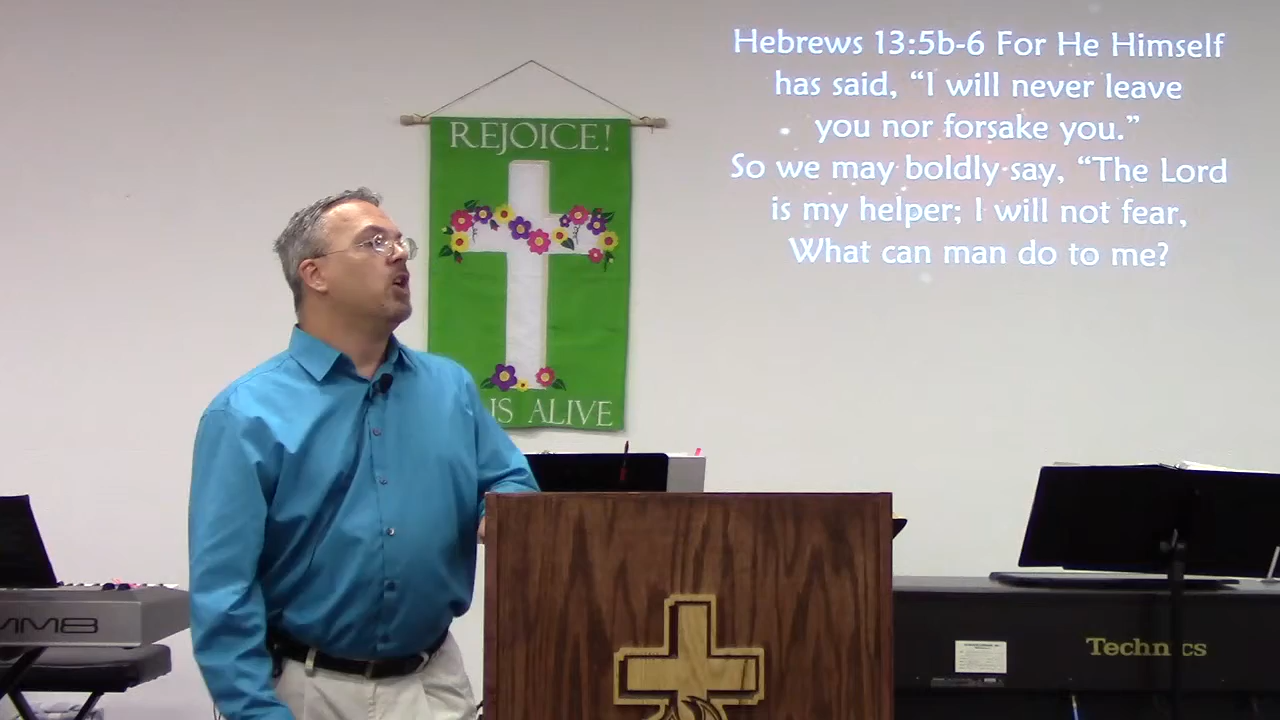 Hebrews 13:5b-6 For He Himself
has said, “I will never leave
you nor forsake you.”
So we may boldly say, “The Lord
is my helper; I will not fear,
What can man do to me?
REJOICE!
IS ALIVE
MM8
Technics